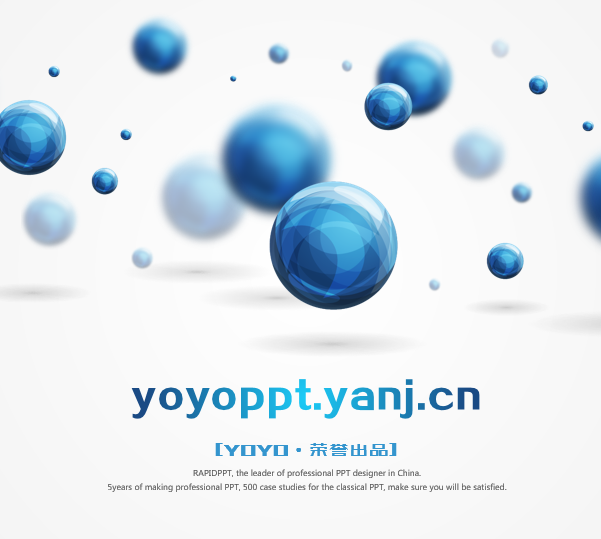 yoyoppt.yanj.cn
[YOYO·荣誉出品]
RAPIDPPT, the leader of professional PPT designer in China.
5years of making professional PPT, 500 case studies for the classical PPT, make sure you will be satisfied.